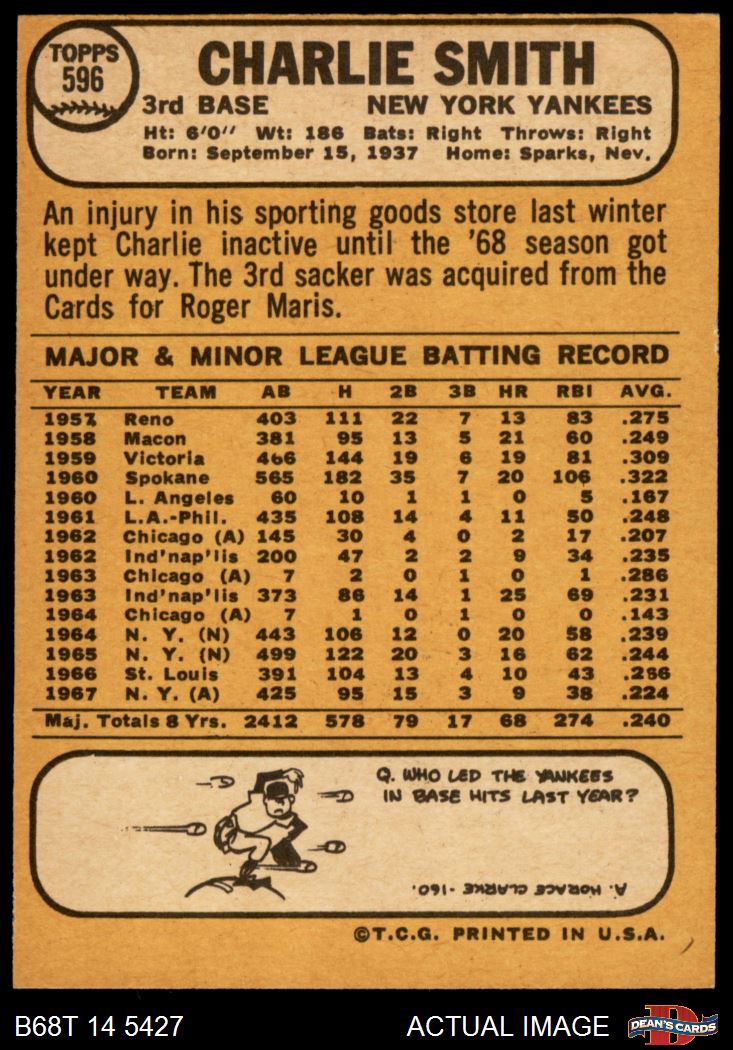 TOPPS
596
CHARLIE SMITH
3rd BASE NEW YORK YANKEES
Ht: 6'0" Wt: 186 Bats: Right Throws: Right
Born: September 15, 1937 Home: Sparks, Nev.
An injury in his sporting goods store last winter
kept Charlie inactive until the '68 season got
under way. The 3rd sacker was acquired from the
Cards for Roger Maris.
MAJOR & MINOR LEAGUE BATTING RECORD
YEAR TEAM AB H 2B 3B HR RBI AVG.
1957 Reno 403 111 22 7 13 83 .275
1958 Macon 381 95 13 5 21 60 .249
1959 Victoria 466 144 19 6 19 81 .309
1960 Spokane 565 182 35 7 20 106 .322
1960 L. Angeles 60 10 1 1 0 5 .167
1961 L.A.-Phil. 435 108 14 4 11 50 .248
1962 Chicago (A) 145 30 4 0 2 17 .207
1962 Ind'nap'lis 200 47 2 2 9 34 .235
1963 Chicago (A) 7 2 0 1 0 1 .286
1963 Ind'nap'lis 373 86 14 1 25 69 .231
1964 Chicago (A) 7 1 0 1 0 0 .143
1964 N. Y. (N) 443 106 12 0 20 58 .239
1965 N. Y. (N) 499 122 20 3 16 62 .244
1966 St. Louis 391 104 13 4 10 43 .266
1967 N. Y. (A) 425 95 15 3 9 38 .224
Maj. Totals 8 Yrs. 2412 578 79 17 68 274 .240
Q. WHO LED THE YANKEES
IN BASE HITS LAST YEAR?
A. HORACE CLARKE - 160.
©T.C.G. PRINTED IN U.S.A.
B68T 14 5427 ACTUAL IMAGE DEAN'S CARDS